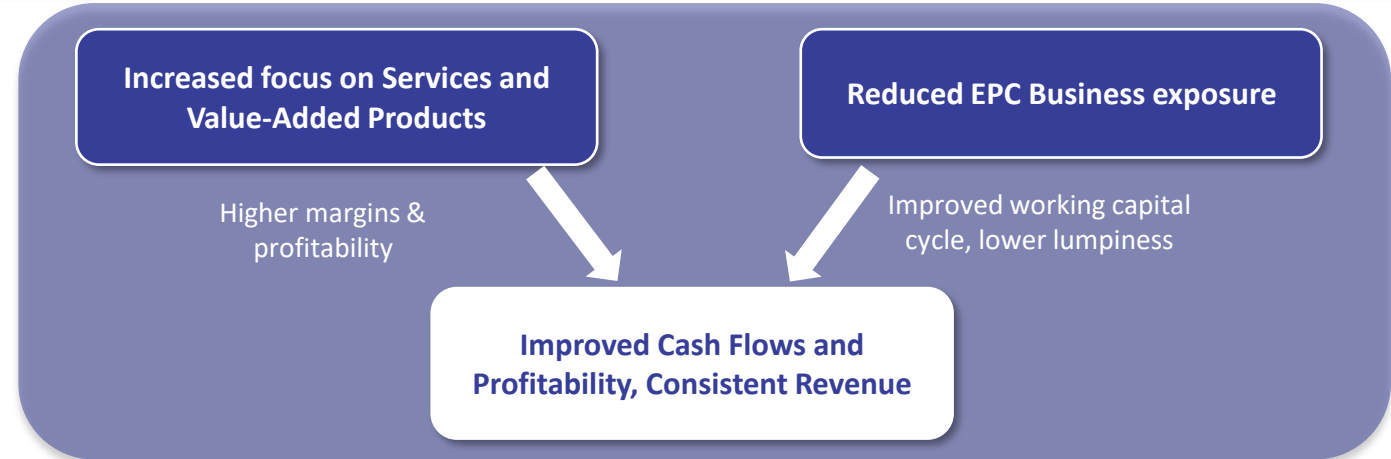 Increased focus on Services and
Value-Added Products
Reduced EPC Business exposure
Higher margins &
profitability
Improved working capital
cycle, lower lumpiness
Improved Cash Flows and
Profitability, Consistent Revenue